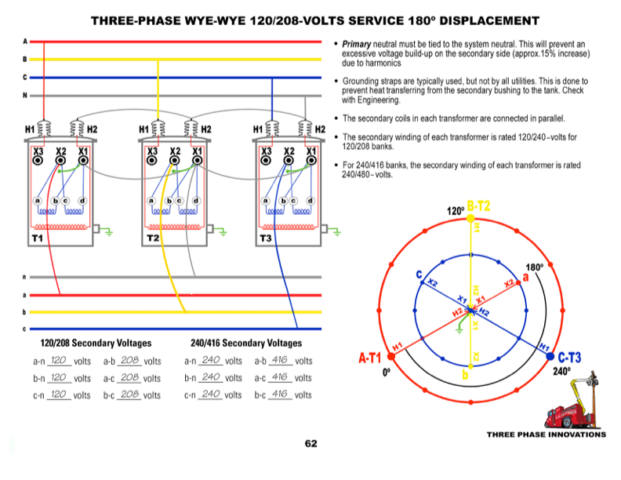 THREE-PHASE WYE-WYE 120/208-VOLTS SERVICE 180º DISPLACEMENT
A
B
C
N
• Primary neutral must be tied to the system neutral. This will prevent an
excessive voltage build-up on the secondary side (approx.15% increase)
due to harmonics
• Grounding straps are typically used, but not by all utilities. This is done to
prevent heat transferring from the secondary bushing to the tank. Check
with Engineering.
• The secondary coils in each transformer are connected in parallel.
• The secondary winding of each transformer is rated 120/240-volts for
120/208 banks.
• For 240/416 banks, the secondary winding of each transformer is rated
240/480-volts.
H1 H2 H1 H2 H1 H2
X3 X2 X1 X3 X2 X1 X3 X2 X1
a b c d a b c d a b c d
T1 T2 T3
n
a
b
c
120º B-T2
H1
180º
C X2 X2 a
H2
X1 X1
H2 H2
X1
H1 X2 H1
A-T1 b C-T3
0º 240º
120/208 Secondary Voltages 240/416 Secondary Voltages
a-n 120 volts a-b 208 volts a-n 240 volts a-b 416 volts
b-n 120 volts a-c 208 volts b-n 240 volts a-c 416 volts
c-n 120 volts b-c 208 volts c-n 240 volts b-c 416 volts
THREE PHASE INNOVATIONS
62